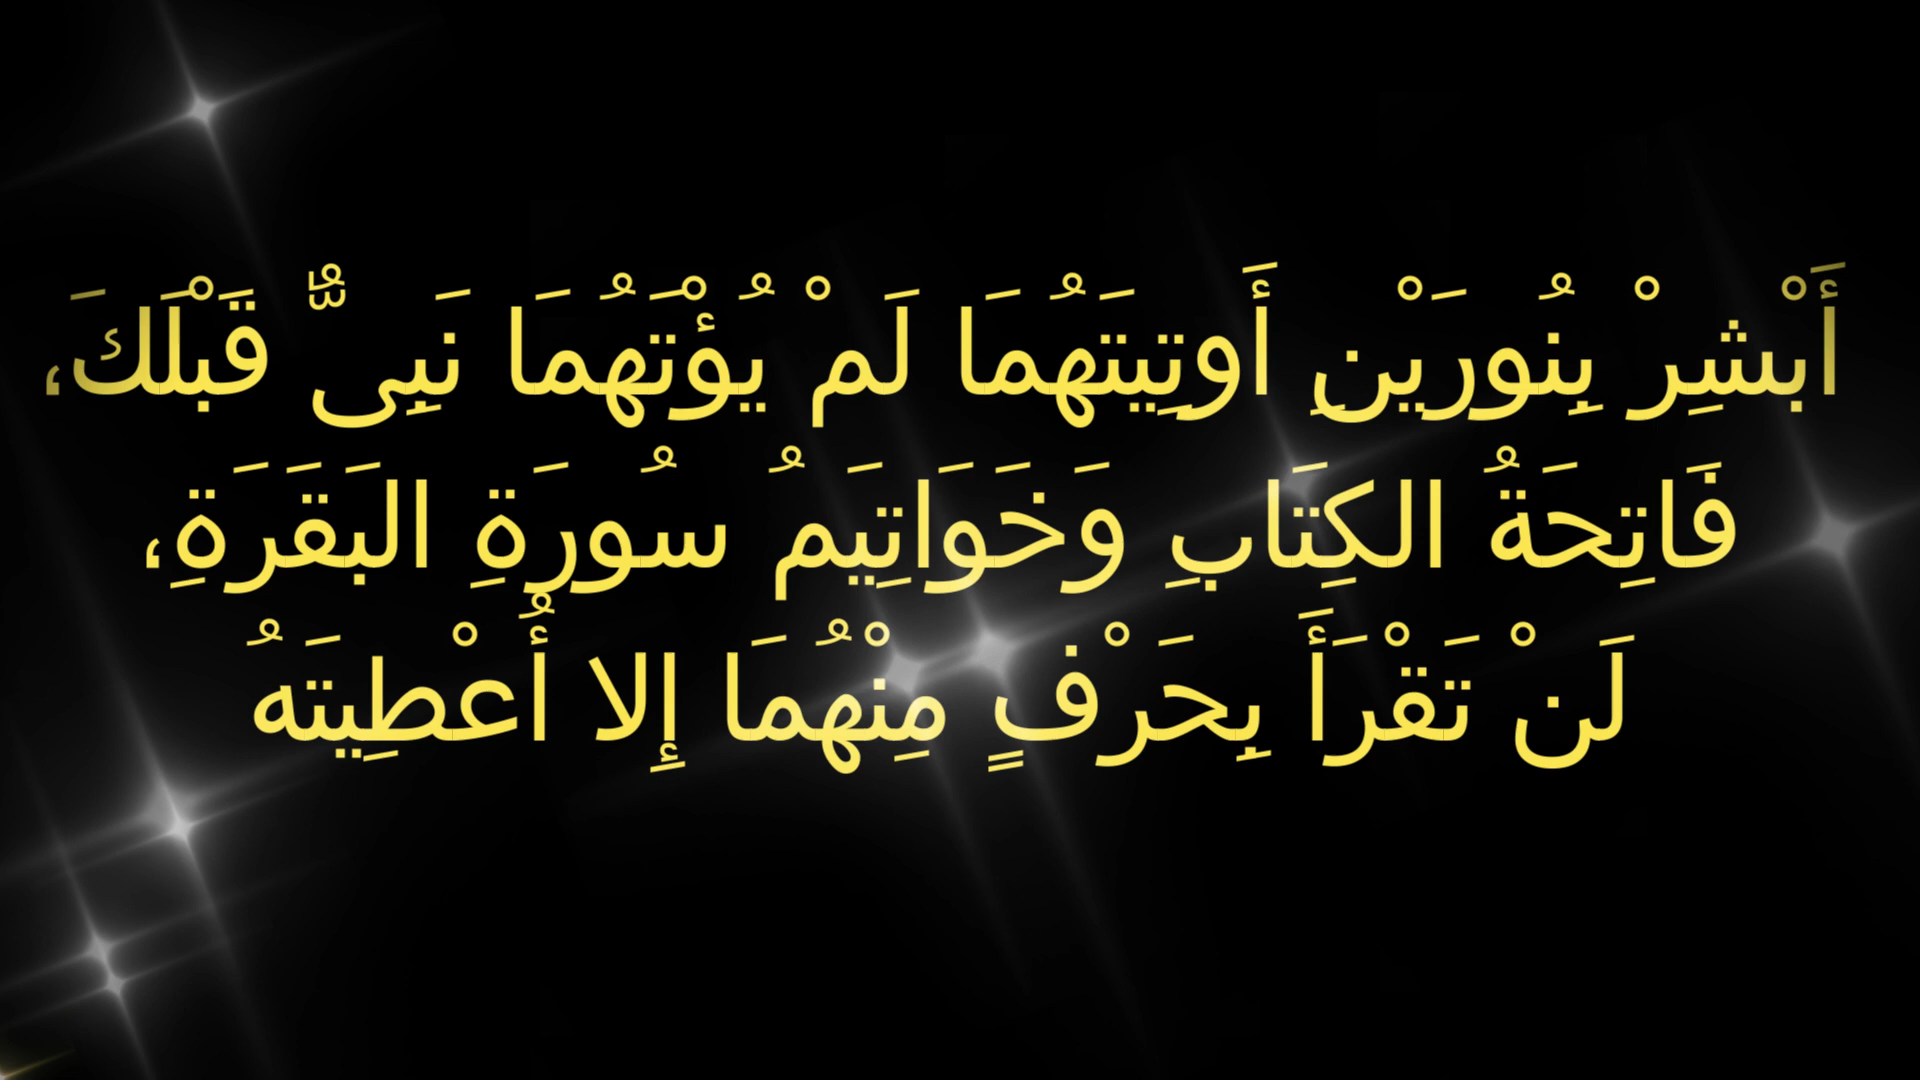 أَبْشِرْ بِنُورَيْنِ أَوتِيتَهُمَا لَمْ يُؤْتَهُمَا نَبِىٌّ قَبْلَكَ،
فَاتِحَةُ الكِتَابِ وَخَوَاتِيمُ سُورَةِ البَقَرَةِ،
لَنْ تَقْرَأَ بِحَرْفٍ مِنْهُمَا إِلا أُعْطِيتَهُ